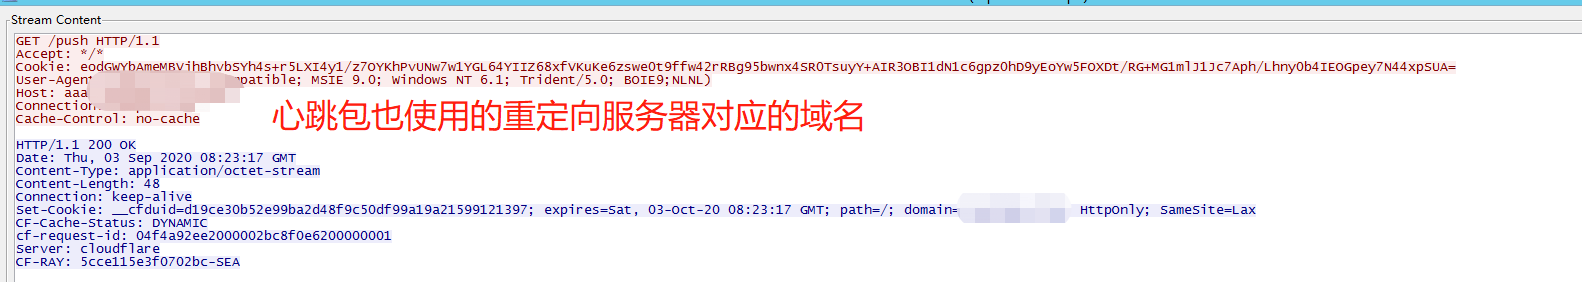 Stream Content
GET /push HTTP/1.1
Accept: */*
Cookie: eodGWYbAmeMBVjhBhvbSYh4s+r5LXI4y1/z7OYKhPvUNw7w1YGL64YIIZ68xfVKuKe6zswe0t9ffw42rRBg95bwnx4SR0TsuyY+AIR3OBI1dN1c6gpz0hD9yEoYw5FOXDt/RG+MG1mlJ1Jc7Aph/Lhny0b4IEOGpey7N44xpSUA=
User-Agent patible; MSIE 9.0; Windows NT 6.1; Trident/5.0; BOIE9;NLNL)
Host: aaa
Connection
Cache-Control: no-cache
心跳包也使用的重定向服务器对应的域名
HTTP/1.1 200 OK
Date: Thu, 03 Sep 2020 08:23:17 GMT
Content-Type: application/octet-stream
Content-Length: 48
Connection: keep-alive
Set-Cookie: __cfduid=d19ce30b52e99ba2d48f9c50df99a19a21599121397; expires=Sat, 03-Oct-20 08:23:17 GMT; path=/; domain= HttpOnly; SameSite=Lax
CF-Cache-Status: DYNAMIC
cf-request-id: 04f4a92ee2000002bc8f0e6200000001
Server: cloudflare
CF-RAY: 5cce115e3f0702bc-SEA